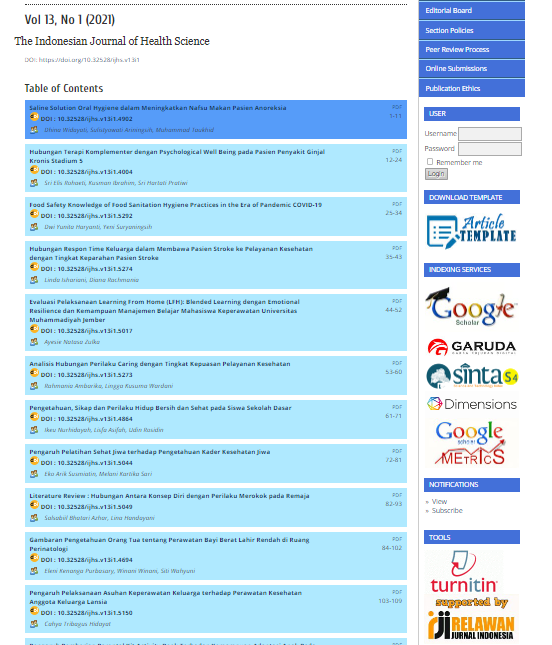 Vol 13, No 1 (2021)
The Indonesian Journal of Health Science
DOI: https://doi.org/10.32528/ijhs.v13i1
Table of Contents
Saline Solution Oral Hygiene dalam Meningkatkan Nafsu Makan Pasien Anoreksia
PDF
DOI : 10.32528/ijhs.v13i1.4902
1-11
Dhina Widayati, Sulistyawati Ariningsih, Muhammad Taukhid
Hubungan Terapi Komplementer dengan Psychological Well Being pada Pasien Penyakit Ginjal
PDF
Kronis Stadium 5
12-24
DOI : 10.32528/ijhs.v13i1.4004
Sri Elis Rohaeti, Kusman Ibrahim, Sri Hartati Pratiwi
Food Safety Knowledge of Food Sanitation Hygiene Practices in the Era of Pandemic COVID-19
PDF
DOI : 10.32528/ijhs.v13i1.5292
25-34
Dwi Yunita Haryanti, Yeni Suryaningsih
Hubungan Respon Time Keluarga dalam Membawa Pasien Stroke ke Pelayanan Kesehatan
PDF
dengan Tingkat Keparahan Pasien Stroke
35-43
DOI : 10.32528/ijhs.v13i1.5274
Linda Ishariani, Diana Rachmania
Evaluasi Pelaksanaan Learning From Home (LFH): Blended Learning dengan Emotional
PDF
Resilience dan Kemampuan Manajemen Belajar Mahasiswa Keperawatan Universitas
44-52
Muhammadiyah Jember
DOI : 10.32528/ijhs.v13i1.5017
Ayesie Natasa Zulka
Analisis Hubungan Perilaku Caring dengan Tingkat Kepuasan Pelayanan Kesehatan
PDF
DOI : 10.32528/ijhs.v13i1.5273
53-60
Rahmania Ambarika, Lingga Kusuma Wardani
Pengetahuan, Sikap dan Perilaku Hidup Bersih dan Sehat pada Siswa Sekolah Dasar
PDF
DOI : 10.32528/ijhs.v13i1.4864
61-71
Ikeu Nurhidayah, Lisfa Asifah, Udin Rosidin
Pengaruh Pelatihan Sehat Jiwa terhadap Pengetahuan Kader Kesehatan Jiwa
PDF
DOI : 10.32528/ijhs.v13i1.5044
72-81
Eko Arik Susmiatin, Melani Kartika Sari
Literature Review : Hubungan Antara Konsep Diri dengan Perilaku Merokok pada Remaja
PDF
DOI : 10.32528/ijhs.v13i1.5049
82-93
Salsabiil Bhatari Azhar, Lina Handayani
Gambaran Pengetahuan Orang Tua tentang Perawatan Bayi Berat Lahir Rendah di Ruang
PDF
Perinatologi
84-102
DOI : 10.32528/ijhs.v13i1.4694
Eleni Kenanga Purbasary, Winani Winani, Siti Wahyuni
Pengaruh Pelaksanaan Asuhan Keperawatan Keluarga terhadap Perawatan Kesehatan
PDF
Anggota Keluarga Lansia
103-109
DOI : 10.32528/ijhs.v13i1.5150
Cahya Tribagus Hidayat
Editorial Board
Section Policies
Peer Review Process
Online Submissions
Publication Ethics
USER
Username
Password
Remember me
Login
DOWNLOAD TEMPLATE
Article
TEMPLATE
INDEXING SERVICES
Google
Scholar
GARUDA
sinta S4
Dimensions
Google
scholar
METRICS
NOTIFICATIONS
» View
» Subscribe
TOOLS
turnitin
supported by
rji RELAWAN
JURNAL INDONESIA